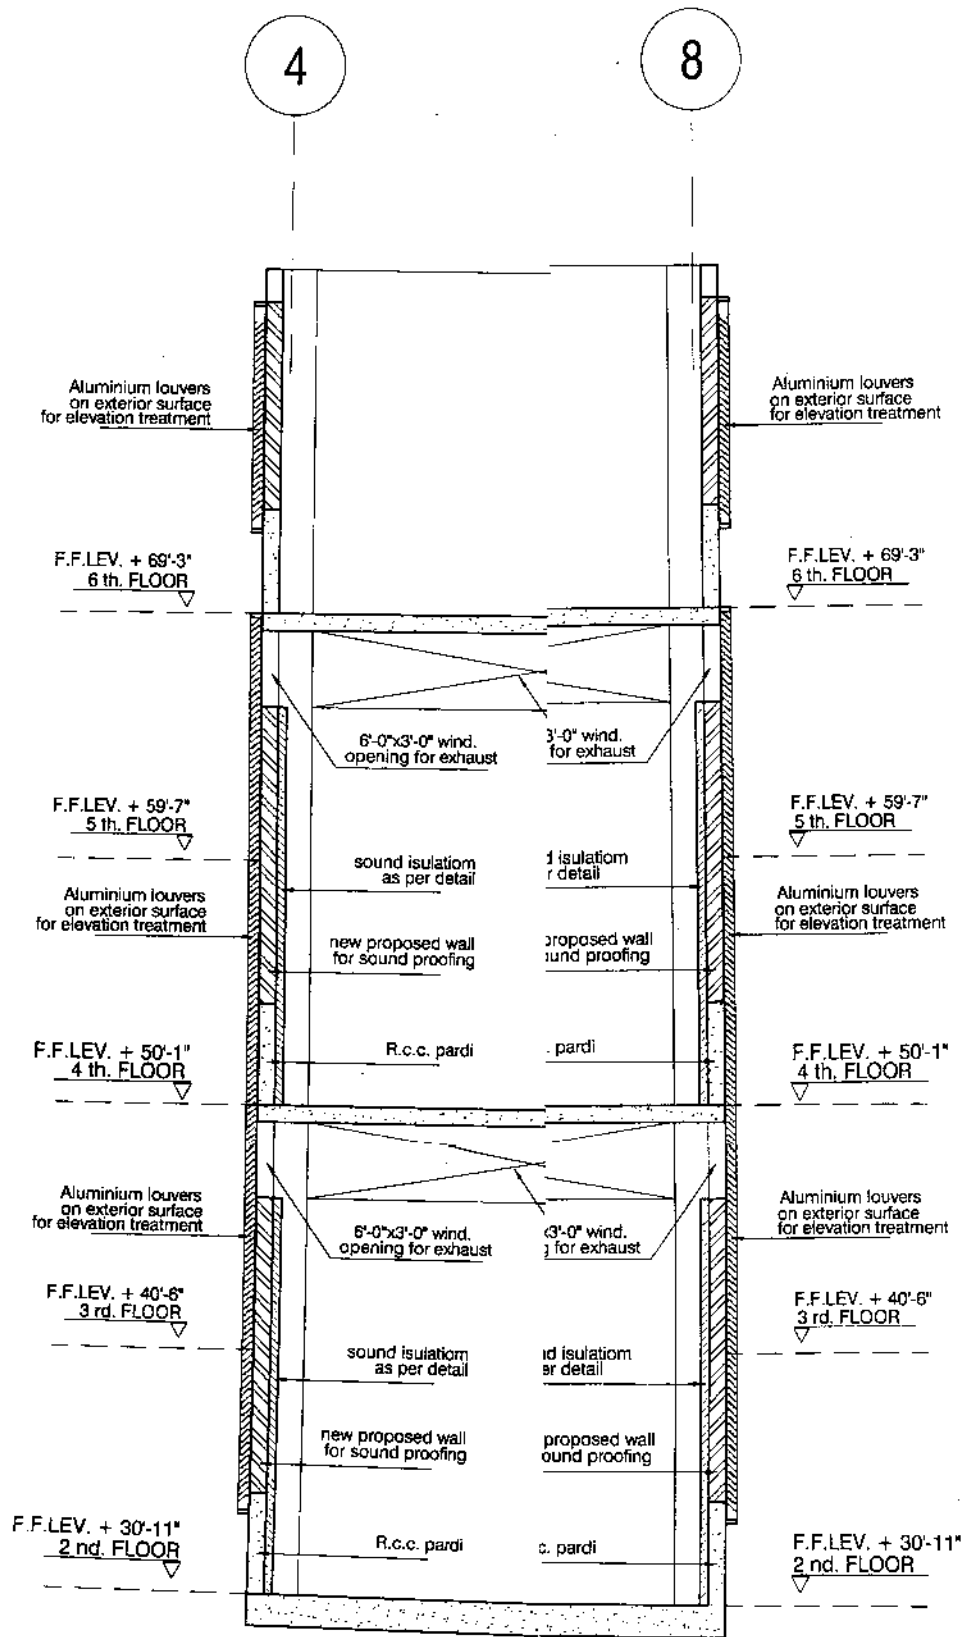 4
8
Aluminium louvers
on exterior surface
for elevation treatment
Aluminium louvers
on exterior surface
for elevation treatment
F.F.LEV. + 69'-3"
6 th. FLOOR
F.F.LEV. + 69'-3"
6 th. FLOOR
6'-0"x3'-0" wind.
opening for exhaust
3'-0" wind.
for exhaust
F.F.LEV. + 59'-7"
5 th. FLOOR
F.F.LEV. + 59'-7"
5 th. FLOOR
sound isulatiom
as per detail
d isulatiom
r detail
Aluminium louvers
on exterior surface
for elevation treatment
Aluminium louvers
on exterior surface
for elevation treatment
new proposed wall
for sound proofing
proposed wall
ound proofing
F.F.LEV. + 50'-1"
4 th. FLOOR
R.c.c. pardi
. pardi
F.F.LEV. + 50'-1"
4 th. FLOOR
Aluminium louvers
on exterior surface
for elevation treatment
Aluminium louvers
on exterior surface
for elevation treatment
6'-0"x3'-0" wind.
opening for exhaust
x3'-0" wind.
g for exhaust
F.F.LEV. + 40'-6"
3 rd. FLOOR
F.F.LEV. + 40'-6"
3 rd. FLOOR
sound isulatiom
as per detail
nd isulatiom
er detail
new proposed wall
for sound proofing
proposed wall
ound proofing
F.F.LEV. + 30'-11"
2 nd. FLOOR
R.c.c. pardi
c. pardi
F.F.LEV. + 30'-11"
2 nd. FLOOR